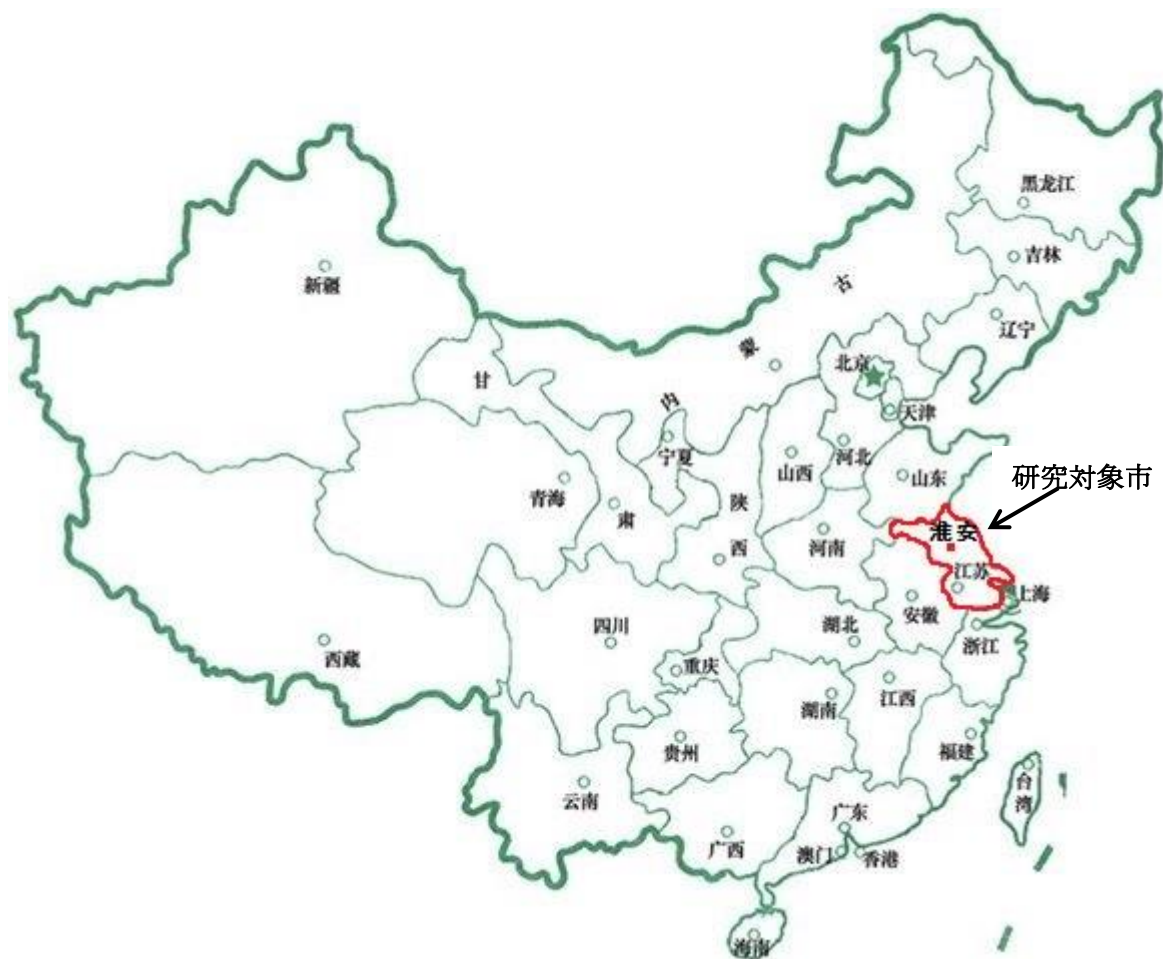 黑龙江
吉林
辽宁
古
蒙
内
新疆
甘
北京
天津
宁夏
山西
河北
山东
研究対象市
青海
肃
陕
西
河南
淮安
江苏
上海
安徽
四川
湖北
浙江
西藏
重庆
湖南
江西
贵州
福建
云南
台
湾
广东
广西
澳门
香港
海南